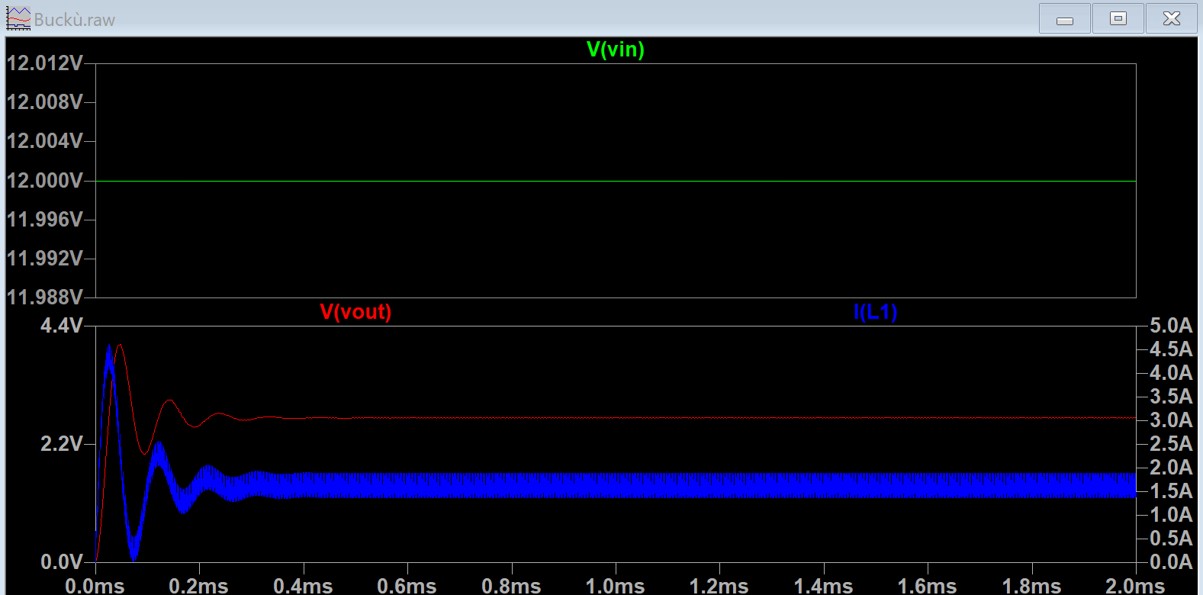 Buckù.raw
V(vin)
12.012V
12.008V
12.004V
12.000V
11.996V
11.992V
11.988V
V(vout) I(L1)
4.4V
2.2V
0.0V
5.0A
4.5A
4.0A
3.5A
3.0A
2.5A
2.0A
1.5A
1.0A
0.5A
0.0A
0.0ms 0.2ms 0.4ms 0.6ms 0.8ms 1.0ms 1.2ms 1.4ms 1.6ms 1.8ms 2.0ms